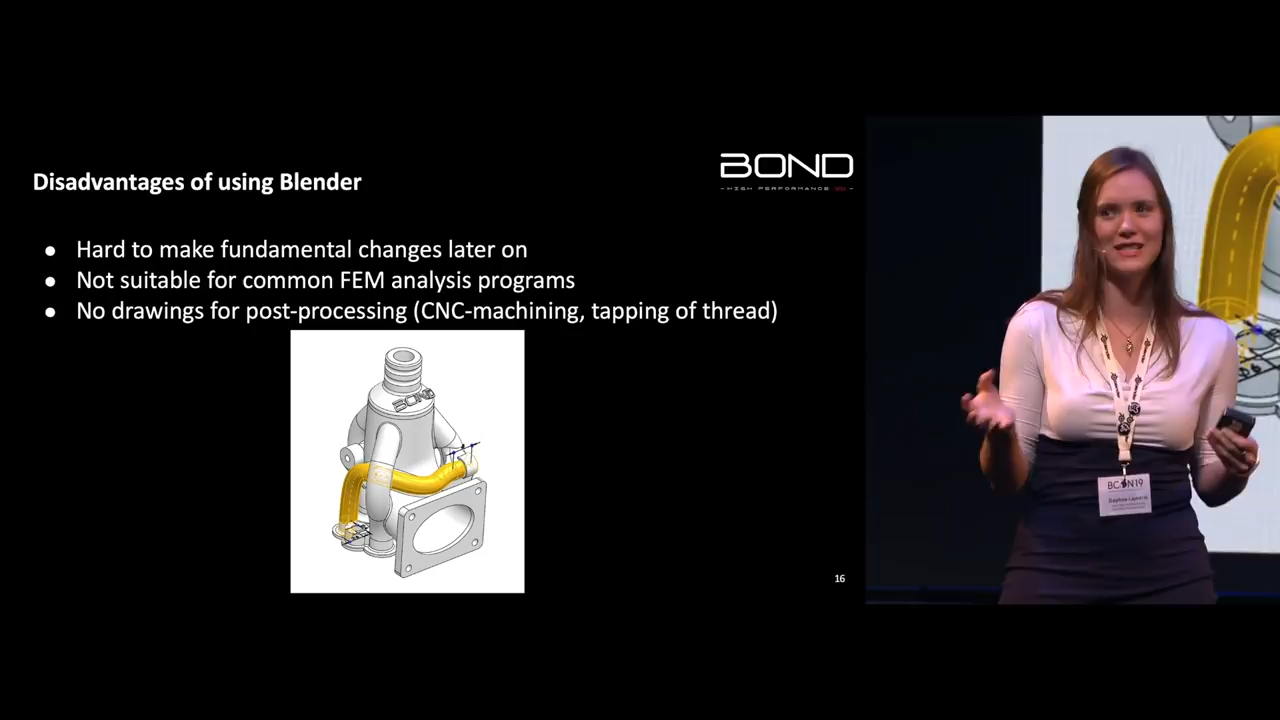 Disadvantages of using Blender
BOND
- HIGH PERFORMANCE
● Hard to make fundamental changes later on
● Not suitable for common FEM analysis programs
● No drawings for post-processing (CNC-machining, tapping of thread)
BOND
16
BCON19
Daphne